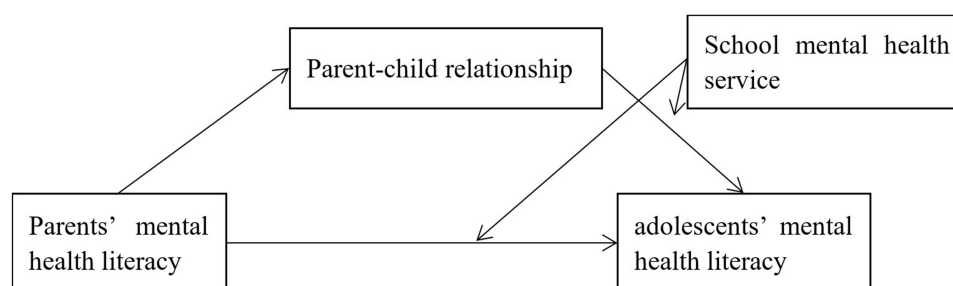 Parent-child relationship
School mental health
service
Parents’ mental
health literacy
adolescents’ mental
health literacy